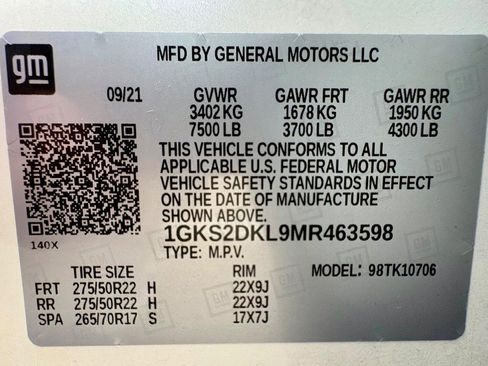 gm
MFD BY GENERAL MOTORS LLC
09/21 GVWR GAWR FRT GAWR RR
3402 KG 1678 KG 1950 KG
7500 LB 3700 LB 4300 LB
THIS VEHICLE CONFORMS TO ALL
APPLICABLE U.S. FEDERAL MOTOR
VEHICLE SAFETY STANDARDS IN EFFECT
ON THE DATE OF MANUFACTURE
SHOWN ABOVE.
140X
1GKS2DKL9MR463598
TYPE: M.P.V.
TIRE SIZE RIM MODEL: 98TK10706
FRT 275/50R22 H 22X9J
RR 275/50R22 H 22X9J
SPA 265/70R17 S 17X7J